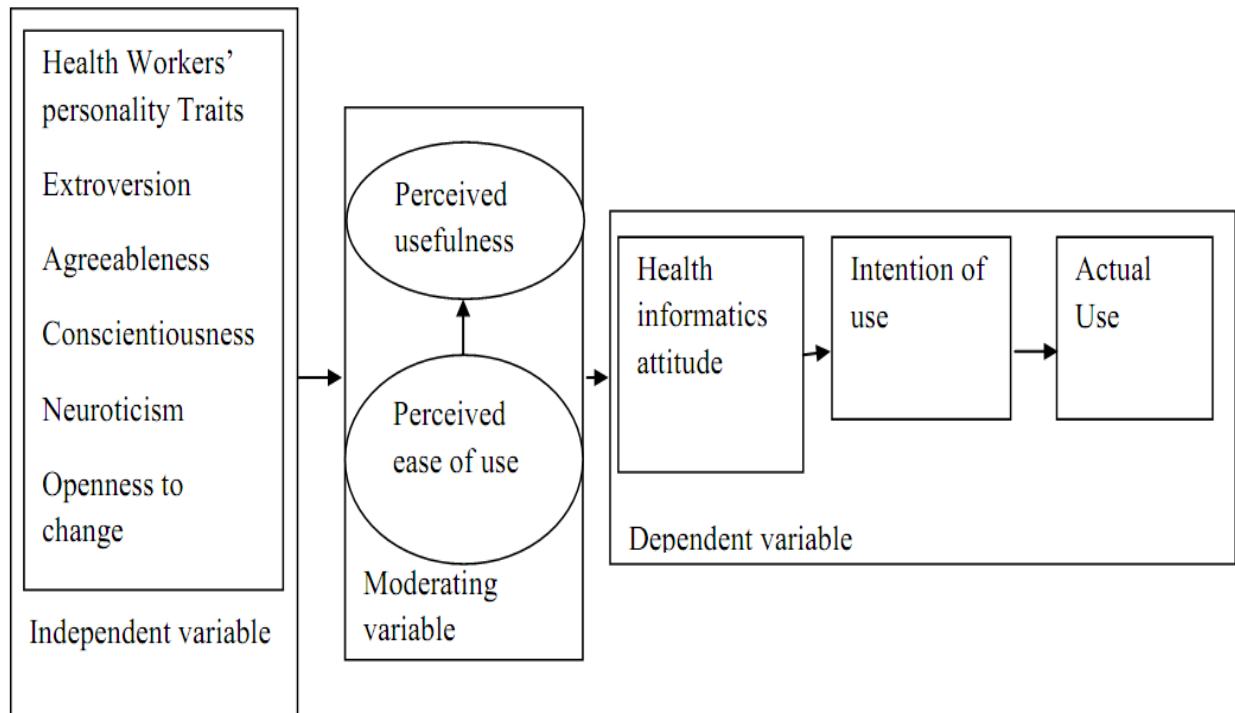 Health Workers’
personality Traits
Extroversion
Agreeableness
Conscientiousness
Neuroticism
Openness to
change
Independent variable
Perceived
usefulness
Perceived
ease of use
Moderating
variable
Health
informatics
attitude
Intention of
use
Actual
Use
Dependent variable